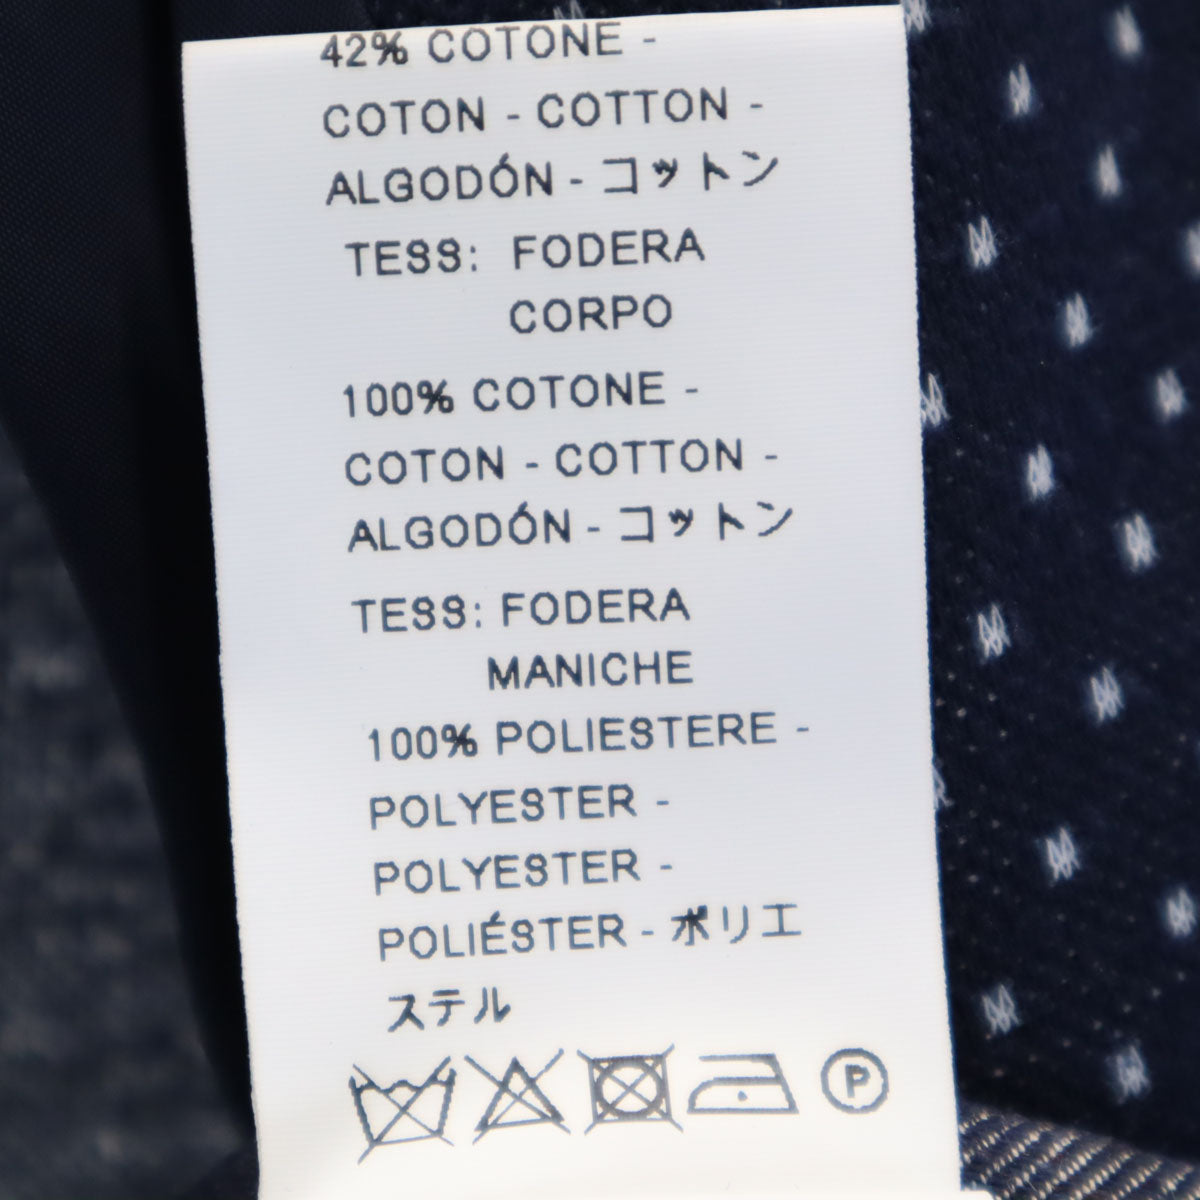 42% COTONE -
COTON - COTTON -
ALGODÓN - コットン
TESS: FODERA
CORPO
100% COTONE -
COTON - COTTON -
ALGODÓN - コットン
TESS: FODERA
MANICHE
100% POLIESTERE -
POLYESTER -
POLYESTER -
POLIÉSTER - ポリエ
ステル
P